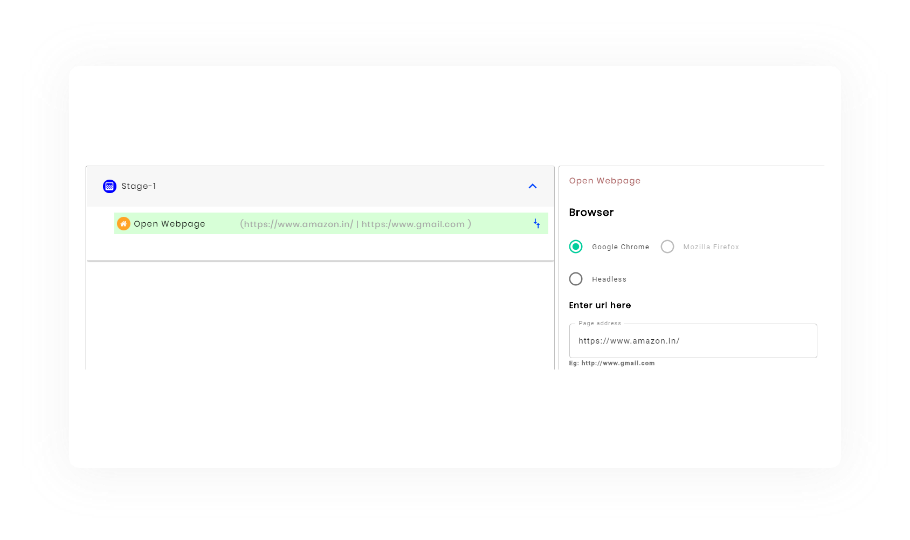 Stage-1
Open Webpage (https://www.amazon.in/ | https:/www.gmail.com )
Open Webpage
Browser
Google Chrome Mozilla Firefox
Headless
Enter url here
Page address
https://www.amazon.in/
Eg: http://www.gmail.com